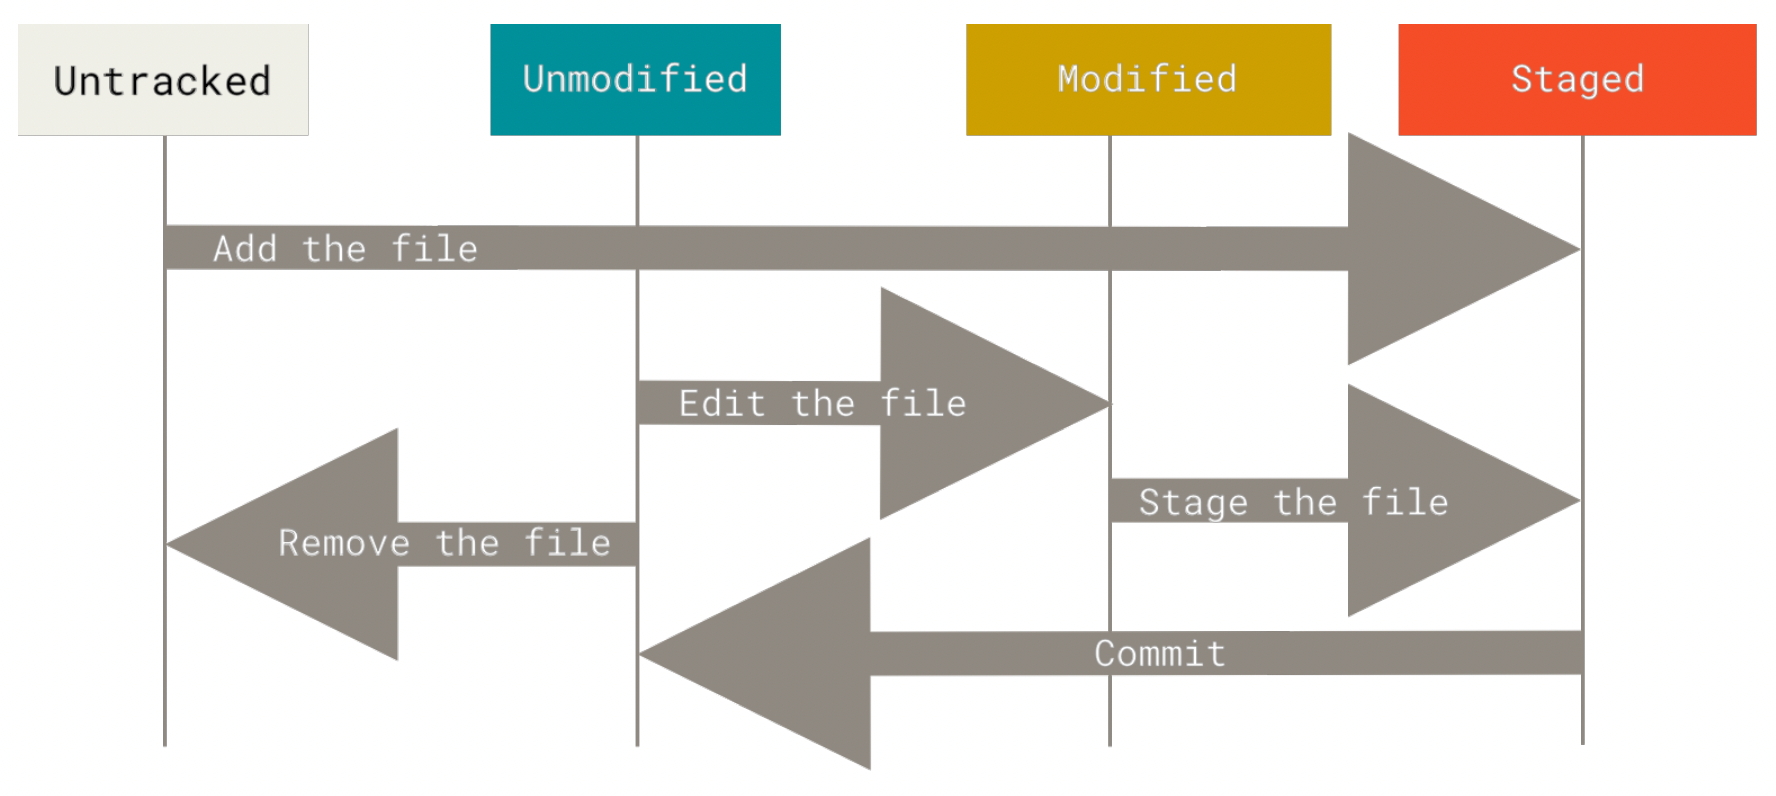 Untracked
Unmodified
Modified
Staged
Add the file
Edit the file
Stage the file
Remove the file
Commit